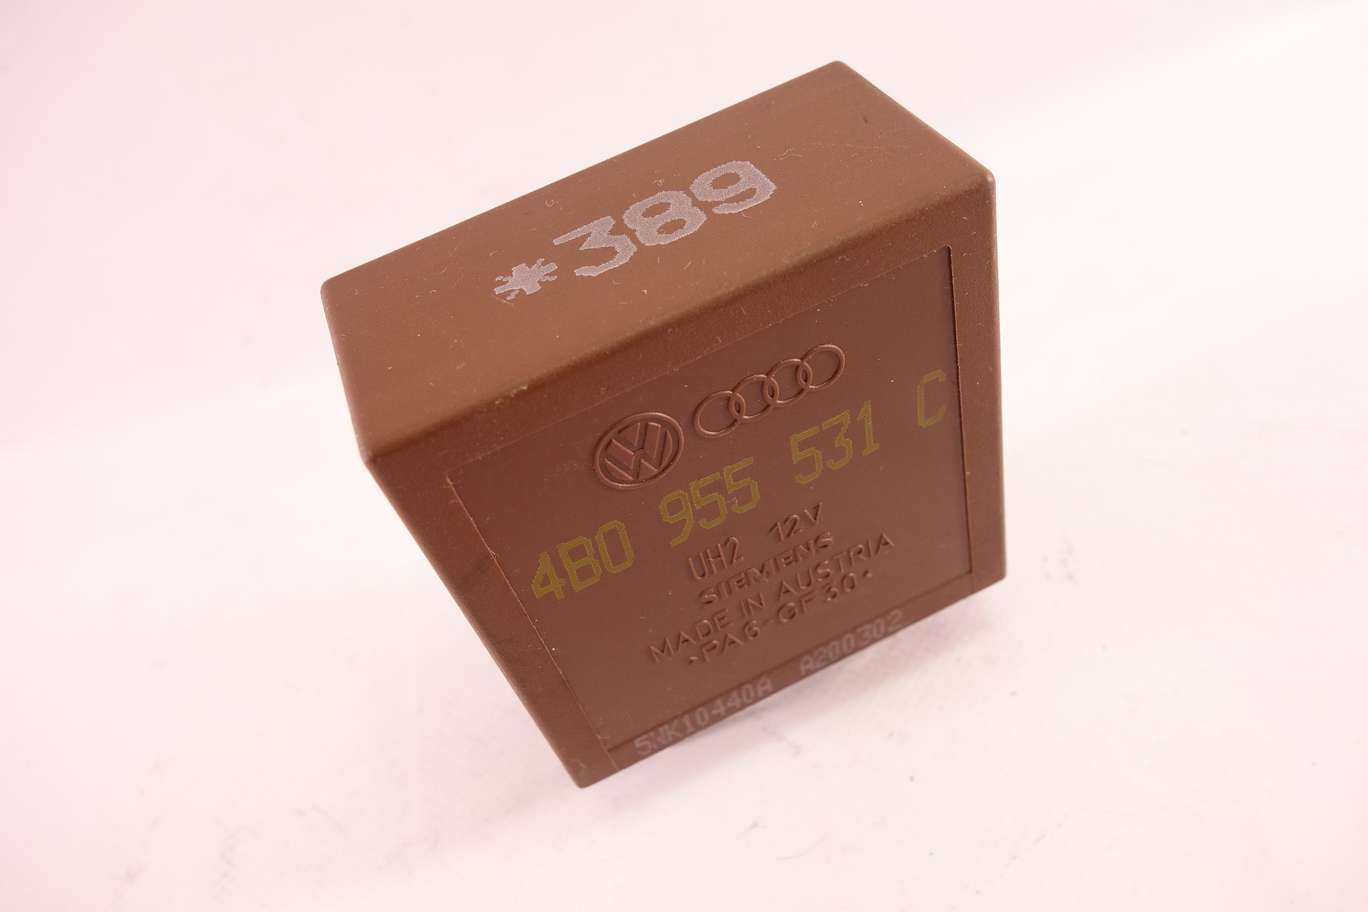 *389
4B0 955 531 C
UH2 12V
SIEMENS
MADE IN AUSTRIA
>PA6-GF30<
5WK10440A A200302